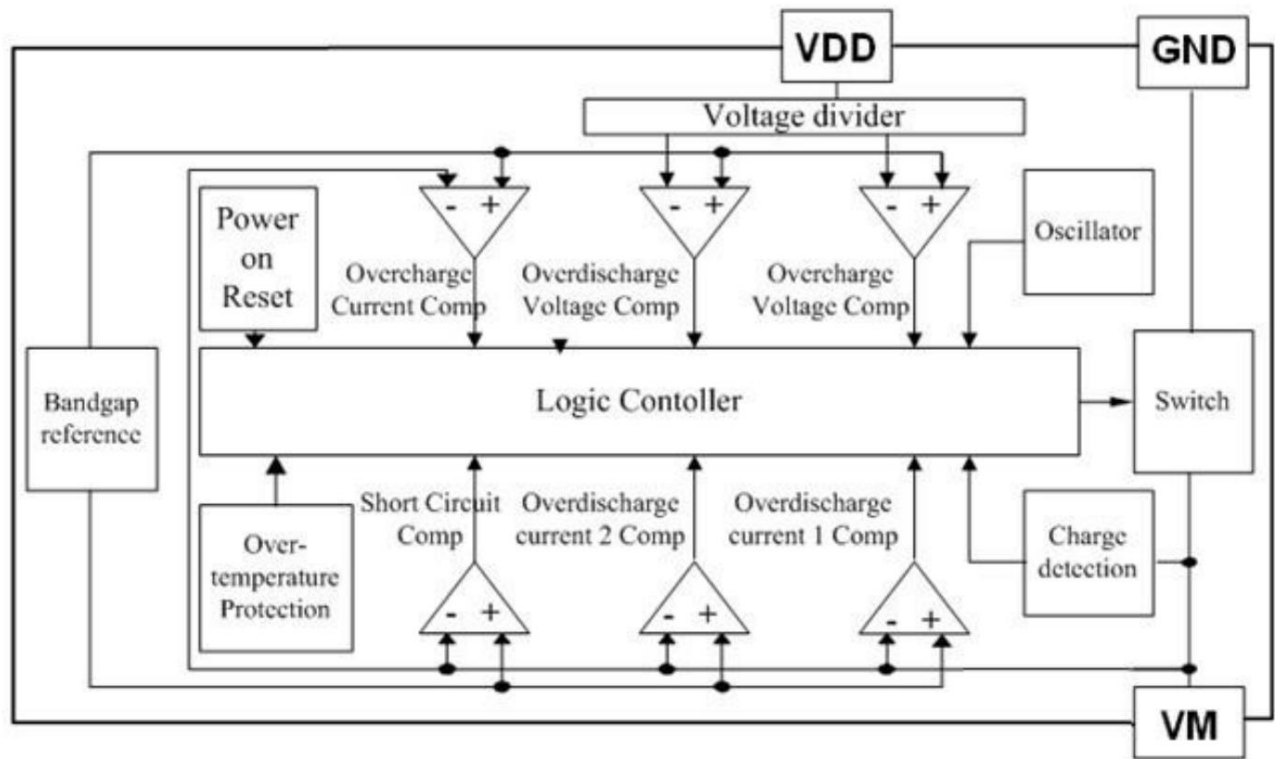 VDD
GND
Voltage divider
Power
on
Reset
- +
- +
- +
Oscillator
Overcharge
Current Comp
Overdischarge
Voltage Comp
Overcharge
Voltage Comp
Bandgap
reference
Logic Contoller
Switch
Over-
temperature
Protection
Short Circuit
Comp
Overdischarge
current 2 Comp
Overdischarge
current 1 Comp
Charge
detection
- +
- +
- +
VM